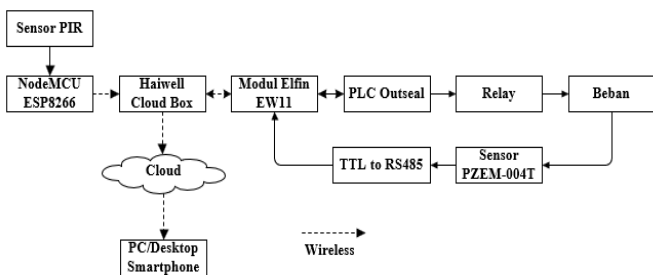 Sensor PIR
NodeMCU
ESP8266
Haiwell
Cloud Box
Modul Elfin
EW11
PLC Outseal
Relay
Beban
TTL to RS485
Sensor
PZEM-004T
Cloud
Wireless
PC/Desktop
Smartphone